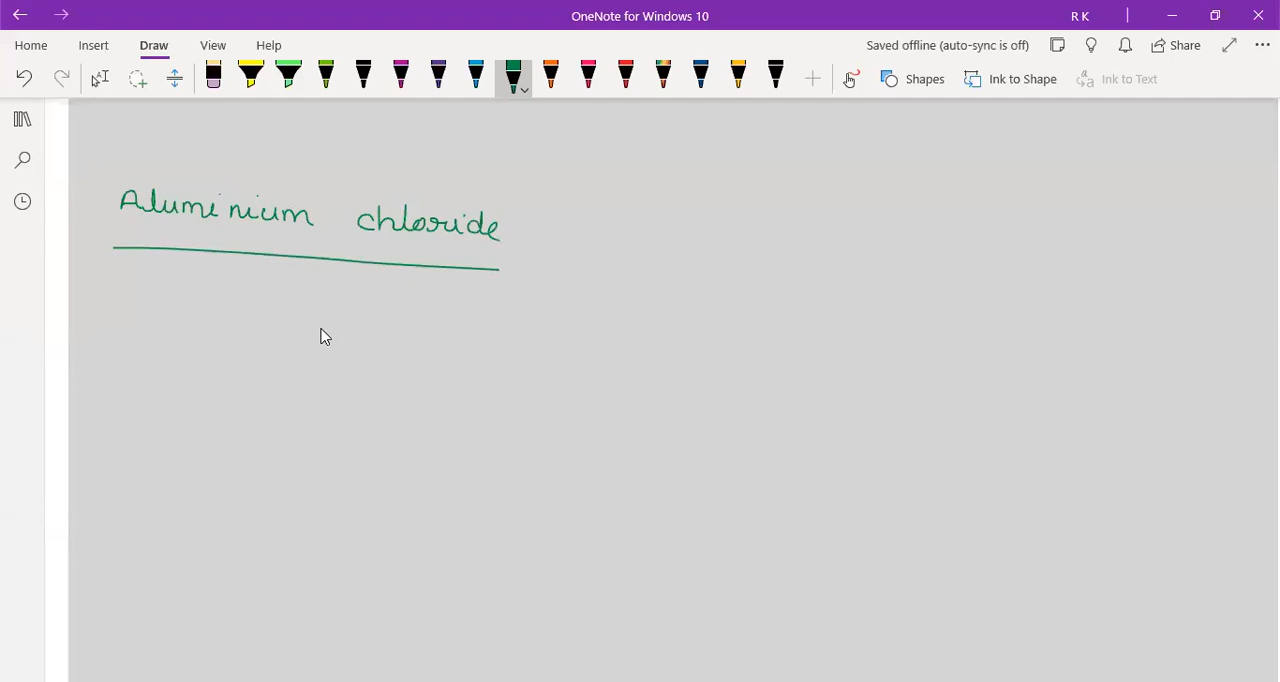 OneNote for Windows 10
R K
Home Insert Draw View Help
Saved offline (auto-sync is off)
Share
Shapes
Ink to Shape
Ink to Text
Aluminium chloride